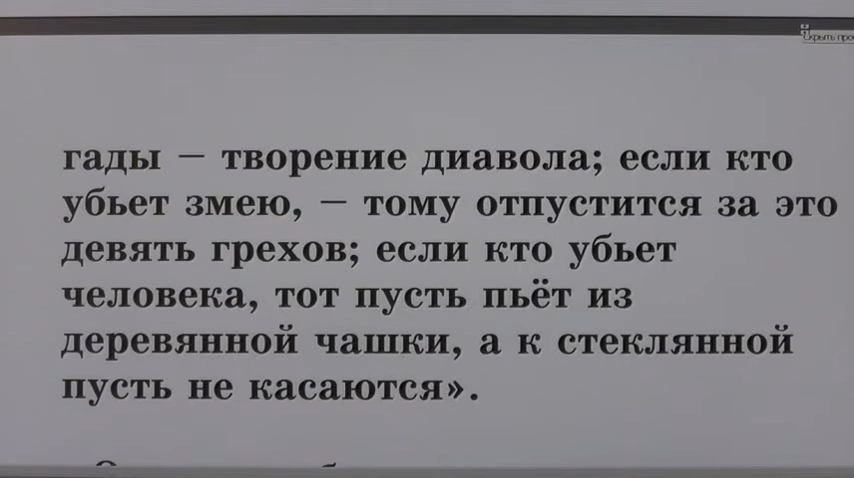 гады – творение диавола; если кто
убьет змею, – тому отпустится за это
девять грехов; если кто убьет
человека, тот пусть пьёт из
деревянной чашки, а к стеклянной
пусть не касаются».